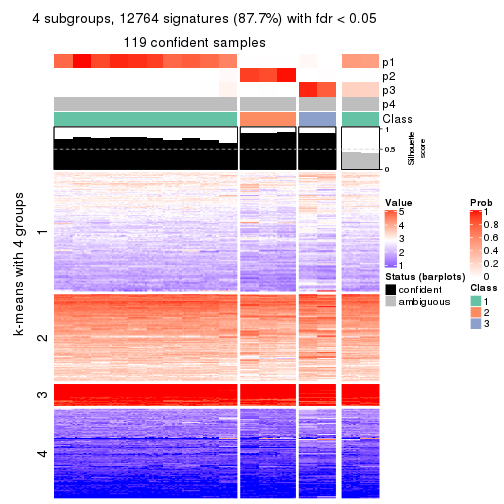 4 subgroups, 12764 signatures (87.7%) with fdr < 0.05
119 confident samples
p1
p2
p3
p4
Class
1
0.5
0
Silhouette
score
k-means with 4 groups
1
2
3
4
Value
5
4
3
2
1
Status (barplots)
confident
ambiguous
Prob
1
0.8
0.6
0.4
0.2
0
Class
1
2
3